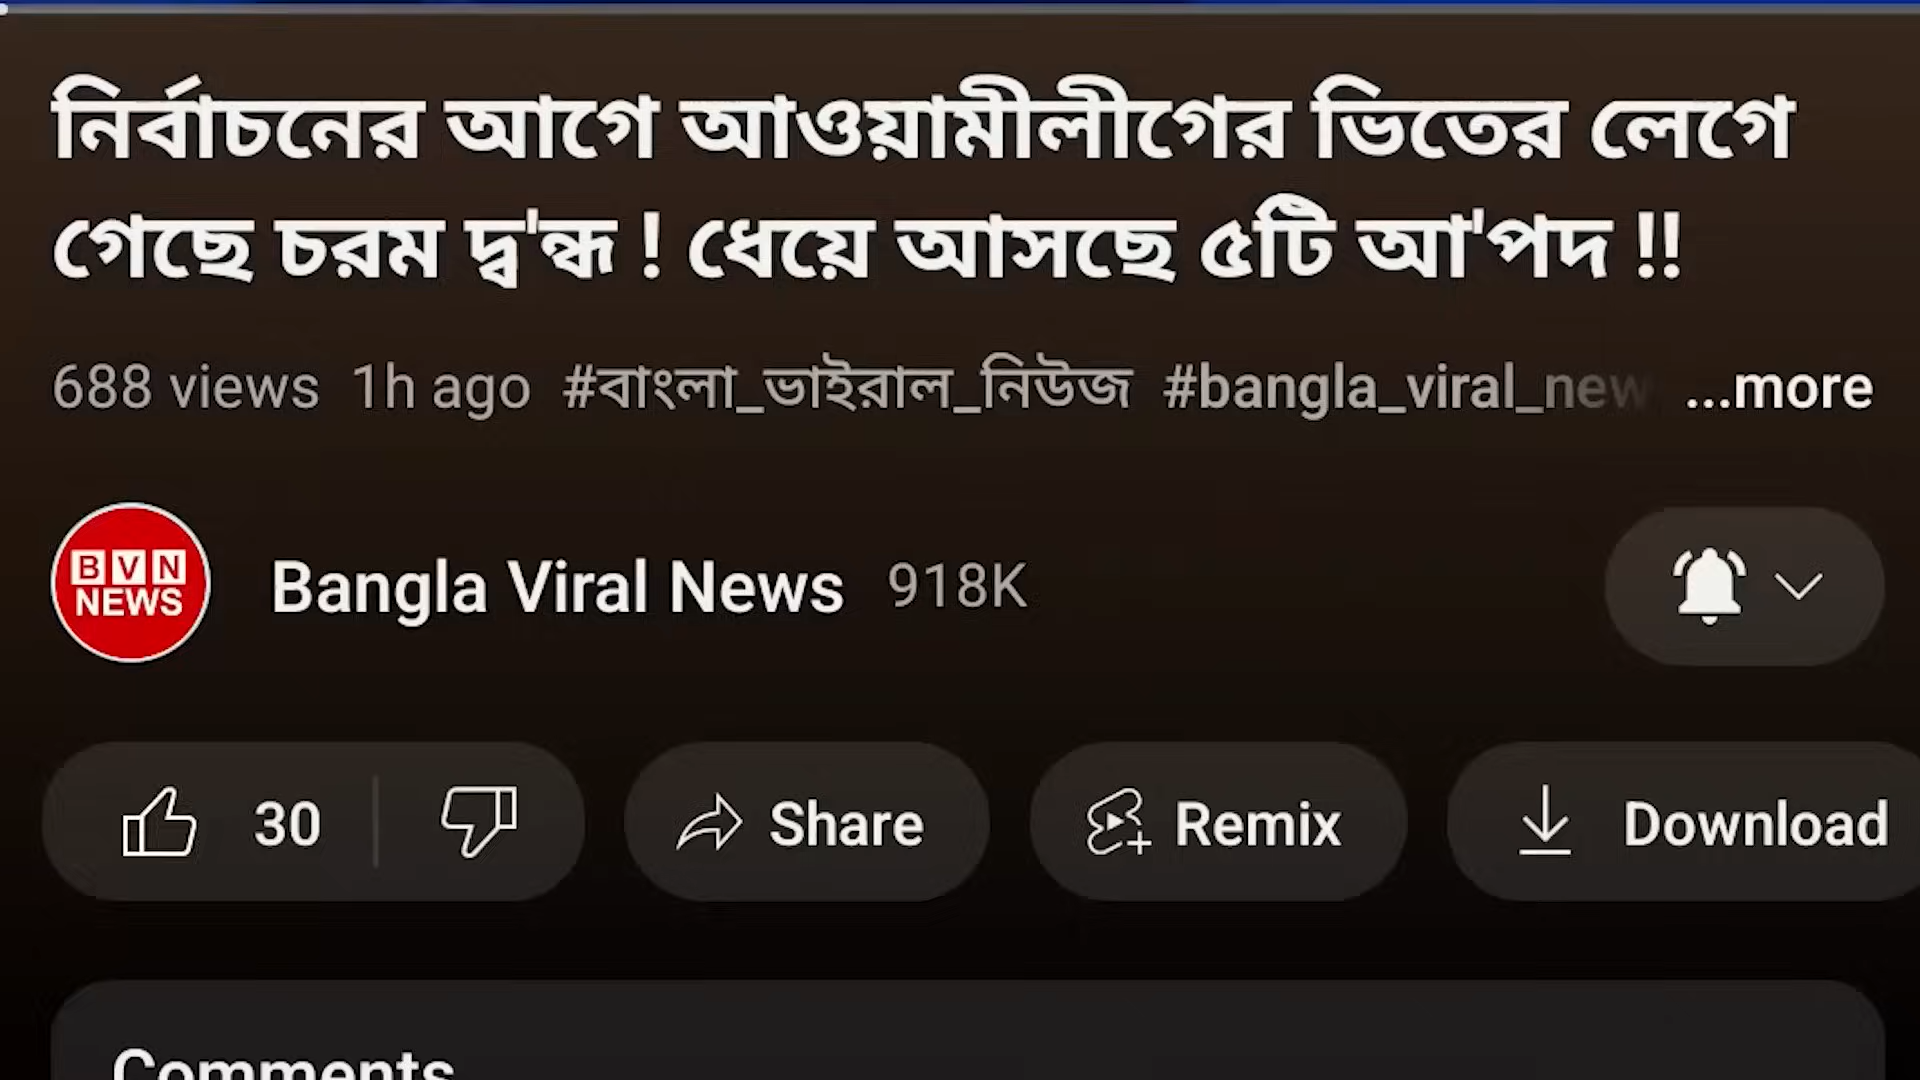 নির্বাচনের আগে আওয়ামীলীগের ভিতের লেগে
গেছে চরম দ্ব'ন্ধ ! ধেয়ে আসছে ৫টি আ'পদ !!
688 views 1h ago #বাংলা_ভাইরাল_নিউজ #bangla_viral_new ...more
BVN
NEWS
Bangla Viral News 918K
30 Share Remix Download
Comments